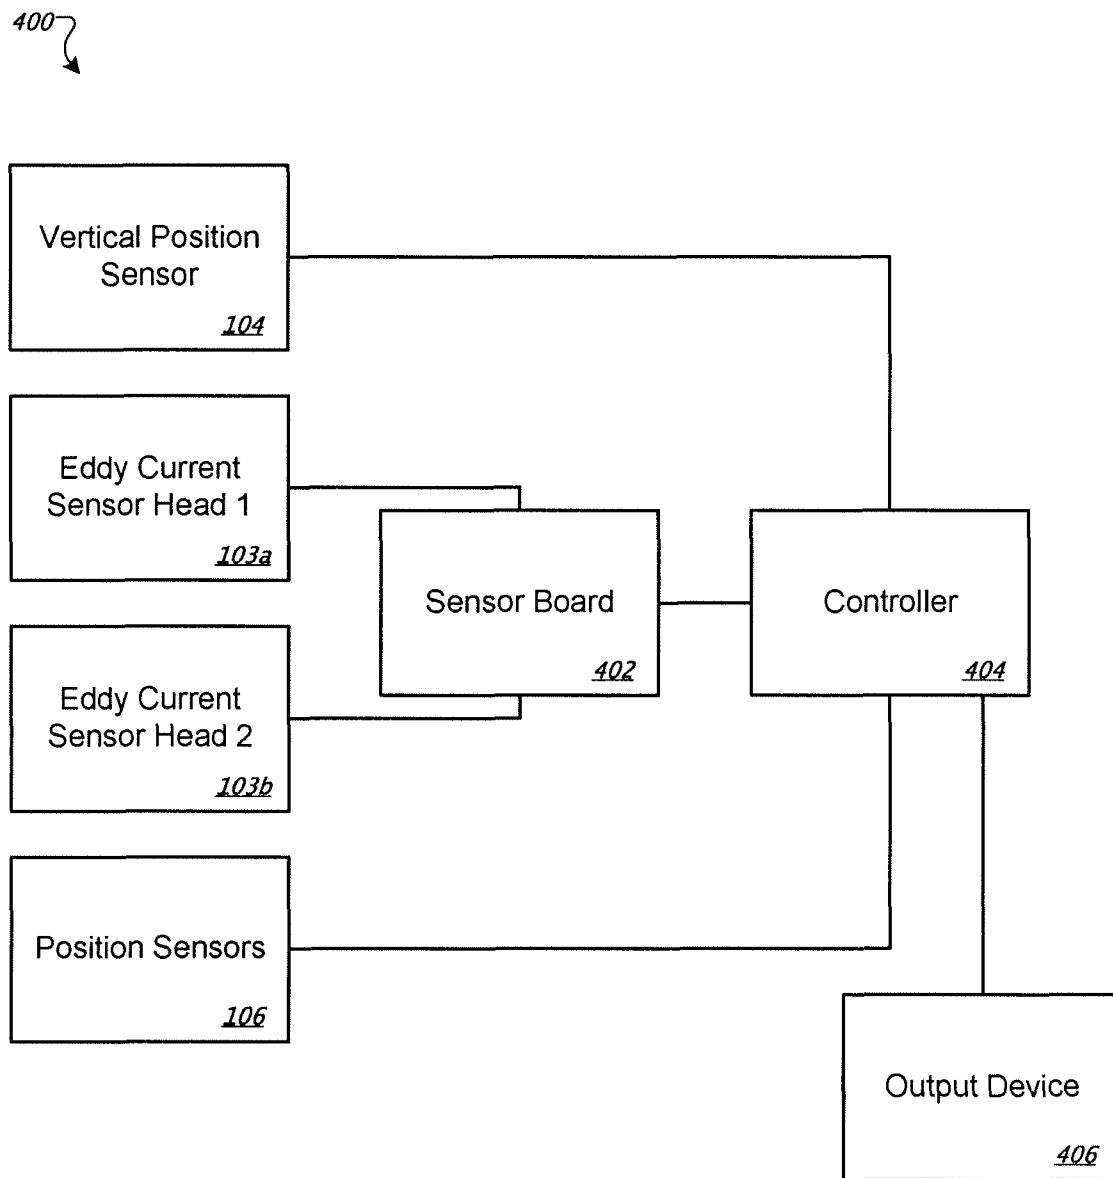 400
Vertical Position
Sensor
104
Eddy Current
Sensor Head 1
103a
Sensor Board
402
Controller
404
Eddy Current
Sensor Head 2
103b
Position Sensors
106
Output Device
406